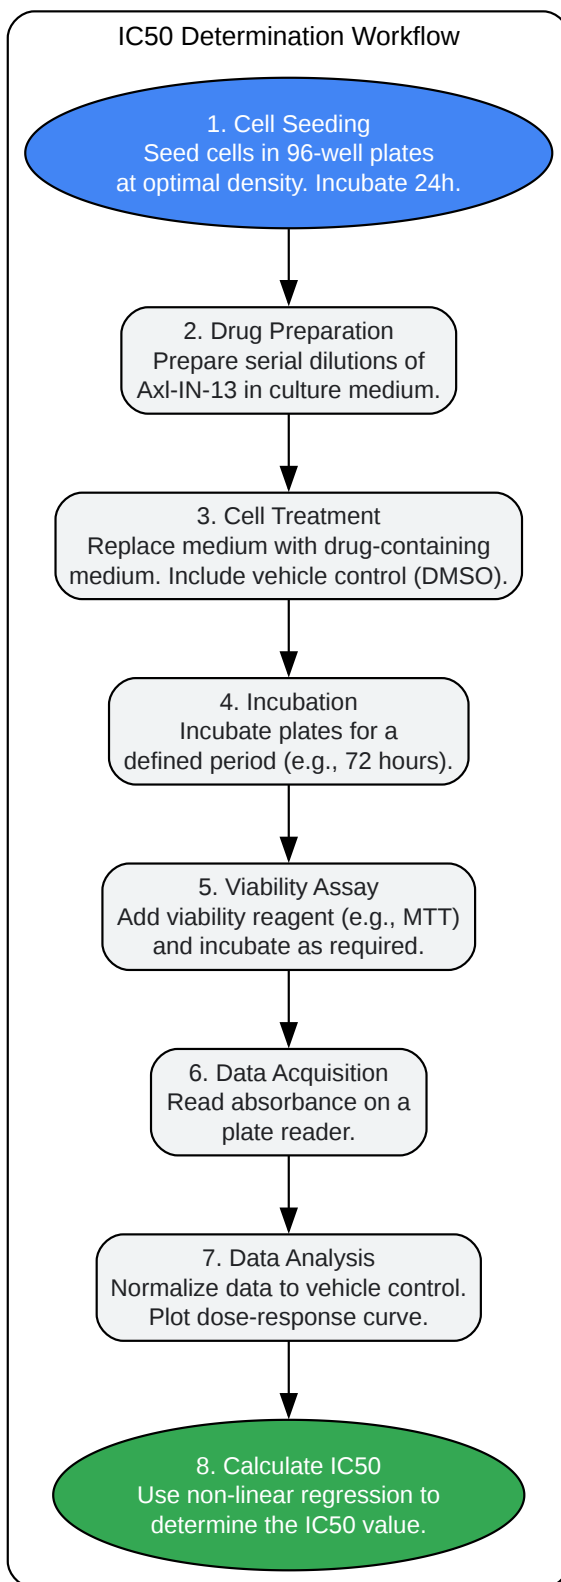 IC50 Determination Workflow
1. Cell Seeding
Seed cells in 96-well plates
at optimal density. Incubate 24h.
2. Drug Preparation
Prepare serial dilutions of
Axl-IN-13 in culture medium.
3. Cell Treatment
Replace medium with drug-containing
medium. Include vehicle control (DMSO).
4. Incubation
Incubate plates for a
defined period (e.g., 72 hours).
5. Viability Assay
Add viability reagent (e.g., MTT)
and incubate as required.
6. Data Acquisition
Read absorbance on a
plate reader.
7. Data Analysis
Normalize data to vehicle control.
Plot dose-response curve.
8. Calculate IC50
Use non-linear regression to
determine the IC50 value.